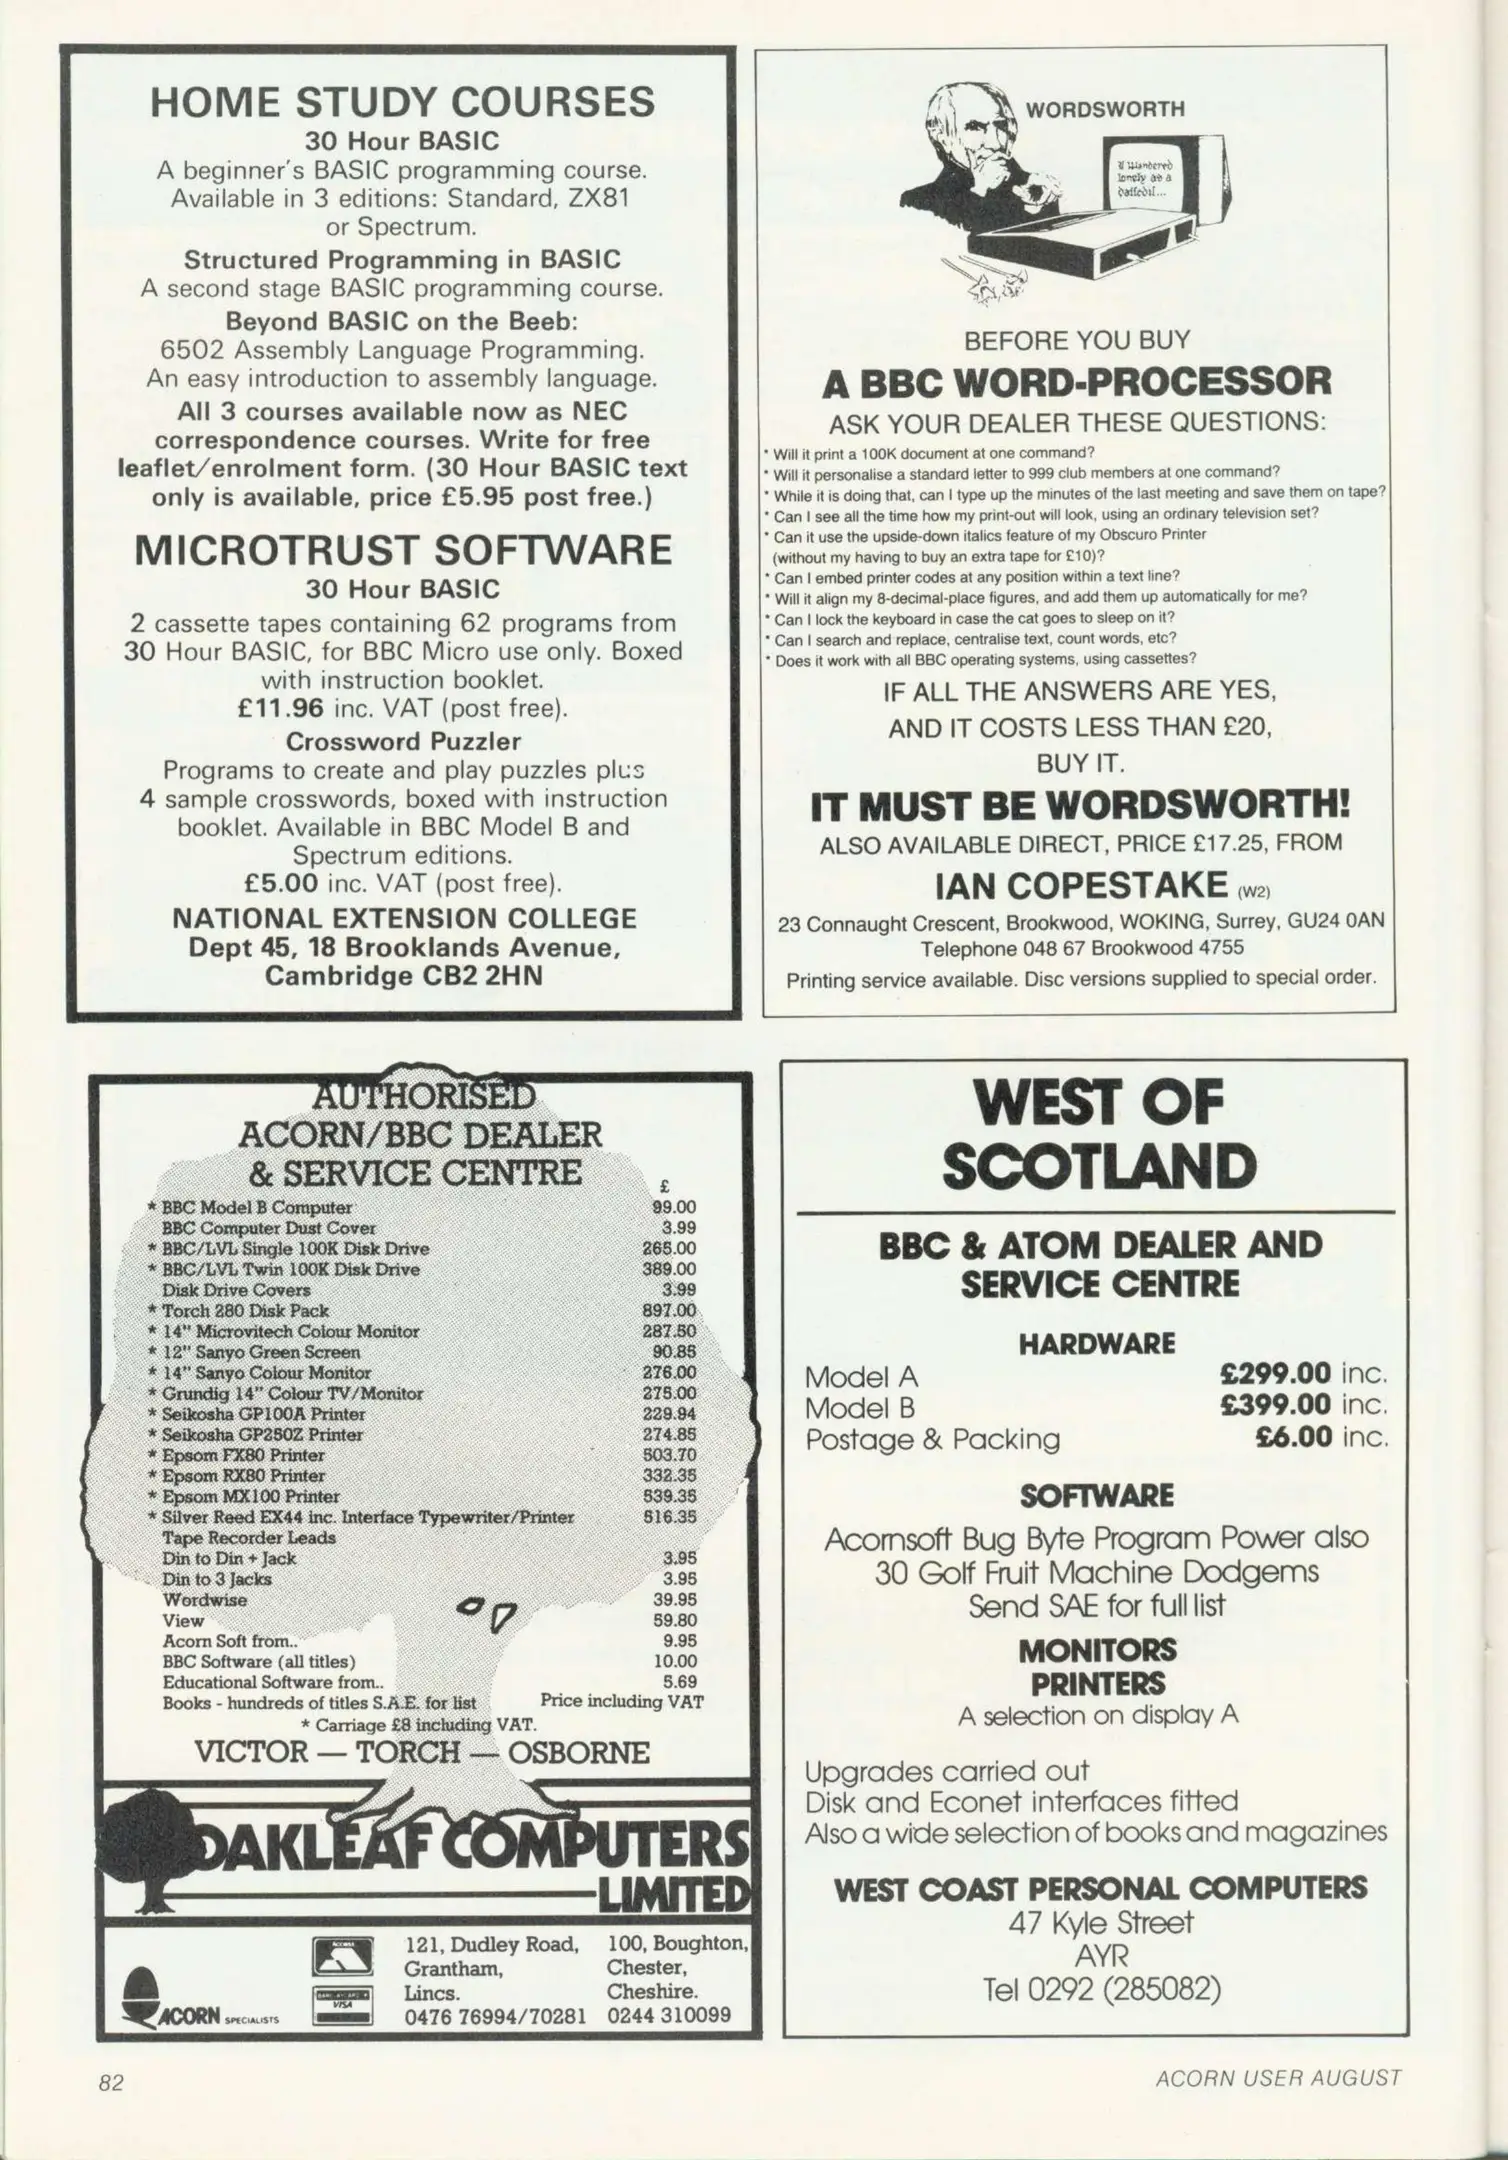 HOME STUDY COURSES
30 Hour BASIC
A beginner's BASIC programming course.
Available in 3 editions: Standard, ZX81
or Spectrum.
Structured Programming in BASIC
A second stage BASIC programming course.
Beyond BASIC on the Beeb:
6502 Assembly Language Programming.
An easy introduction to assembly language.
All 3 courses available now as NEC
correspondence courses. Write for free
leaflet/enrolment form. (30 Hour BASIC text
only is available, price £5.95 post free.)
MICROTRUST SOFTWARE
30 Hour BASIC
2 cassette tapes containing 62 programs from
30 Hour BASIC, for BBC Micro use only. Boxed
with instruction booklet.
£11.96 inc. VAT (post free).
Crossword Puzzler
Programs to create and play puzzles plus
4 sample crosswords, boxed with instruction
booklet. Available in BBC Model B and
Spectrum editions.
£5.00 inc. VAT (post free).
NATIONAL EXTENSION COLLEGE
Dept 45, 18 Brooklands Avenue,
Cambridge CB2 2HN
WORDSWORTH
I Wandered
lonely as a
daffodil...
BEFORE YOU BUY
A BBC WORD-PROCESSOR
ASK YOUR DEALER THESE QUESTIONS:
* Will it print a 100K document at one command?
* Will it personalise a standard letter to 999 club members at one command?
* While it is doing that, can I type up the minutes of the last meeting and save them on tape?
* Can I see all the time how my print-out will look, using an ordinary television set?
* Can it use the upside-down italics feature of my Obscuro Printer
(without my having to buy an extra tape for £10)?
* Can I embed printer codes at any position within a text line?
* Will it align my 8-decimal-place figures, and add them up automatically for me?
* Can I lock the keyboard in case the cat goes to sleep on it?
* Can I search and replace, centralise text, count words, etc?
* Does it work with all BBC operating systems, using cassettes?
IF ALL THE ANSWERS ARE YES,
AND IT COSTS LESS THAN £20,
BUY IT.
IT MUST BE WORDSWORTH!
ALSO AVAILABLE DIRECT, PRICE £17.25, FROM
IAN COPESTAKE (W2)
23 Connaught Crescent, Brookwood, WOKING, Surrey, GU24 0AN
Telephone 048 67 Brookwood 4755
Printing service available. Disc versions supplied to special order.
AUTHORISED
ACORN/BBC DEALER
& SERVICE CENTRE
£
* BBC Model B Computer 99.00
BBC Computer Dust Cover 3.99
* BBC/LVL Single 100K Disk Drive 265.00
* BBC/LVL Twin 100K Disk Drive 389.00
Disk Drive Covers 3.99
* Torch 280 Disk Pack 897.00
* 14" Microvitech Colour Monitor 287.50
* 12" Sanyo Green Screen 90.85
* 14" Sanyo Colour Monitor 276.00
* Grundig 14" Colour TV/Monitor 275.00
* Seikosha GP100A Printer 229.94
* Seikosha GP250Z Printer 274.85
* Epsom FX80 Printer 503.70
* Epsom RX80 Printer 332.35
* Epsom MX100 Printer 539.35
* Silver Reed EX44 inc. Interface Typewriter/Printer 516.35
Tape Recorder Leads
Din to Din + Jack 3.95
Din to 3 Jacks 3.95
Wordwise 39.95
View 59.80
Acorn Soft from.. 9.95
BBC Software (all titles) 10.00
Educational Software from.. 5.69
Books - hundreds of titles S.A.E. for list Price including VAT
* Carriage £8 including VAT.
VICTOR — TORCH — OSBORNE
OAKLEAF COMPUTERS
LIMITED
ACORN SPECIALISTS
ACCESS
BARCLAYCARD
VISA
121, Dudley Road,
Grantham,
Lincs.
0476 76994/70281
100, Boughton,
Chester,
Cheshire.
0244 310099
WEST OF
SCOTLAND
BBC & ATOM DEALER AND
SERVICE CENTRE
HARDWARE
Model A £299.00 inc.
Model B £399.00 inc.
Postage & Packing £6.00 inc.
SOFTWARE
Acornsoft Bug Byte Program Power also
30 Golf Fruit Machine Dodgems
Send SAE for full list
MONITORS
PRINTERS
A selection on display A
Upgrades carried out
Disk and Econet interfaces fitted
Also a wide selection of books and magazines
WEST COAST PERSONAL COMPUTERS
47 Kyle Street
AYR
Tel 0292 (285082)
82
ACORN USER AUGUST